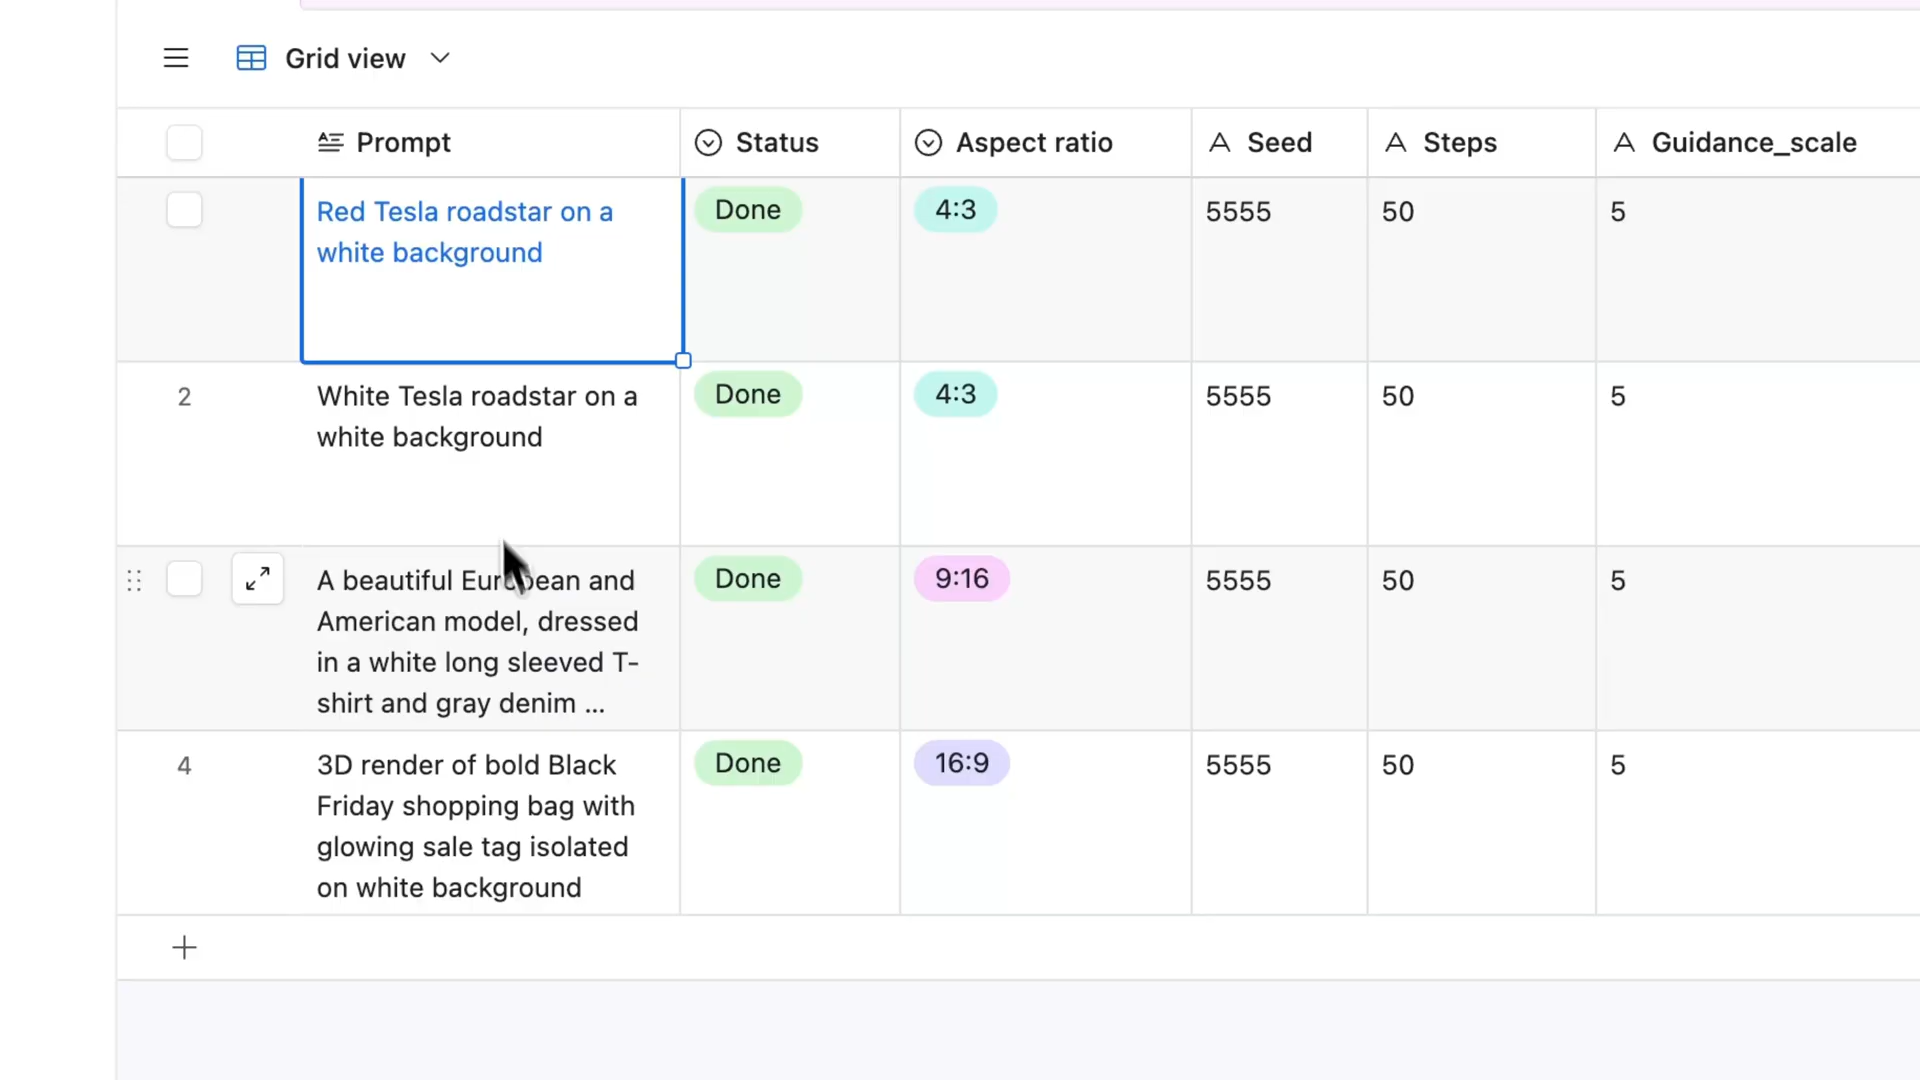 Grid view
Prompt Status Aspect ratio Seed Steps Guidance_scale
Red Tesla roadstar on a
white background
Done 4:3 5555 50 5
2 White Tesla roadstar on a
white background
Done 4:3 5555 50 5
A beautiful European and
American model, dressed
in a white long sleeved T-
shirt and gray denim ...
Done 9:16 5555 50 5
4 3D render of bold Black
Friday shopping bag with
glowing sale tag isolated
on white background
Done 16:9 5555 50 5